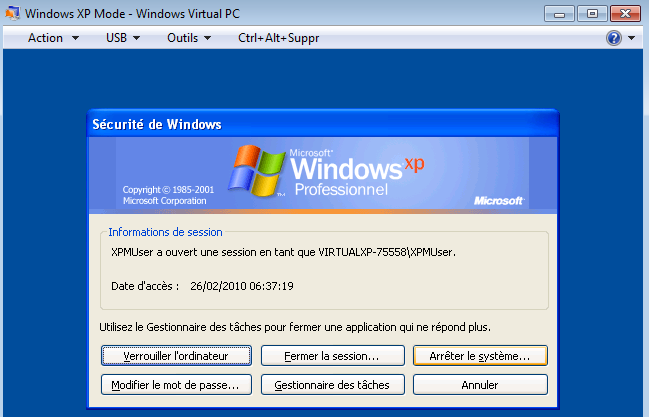 Windows XP Mode - Windows Virtual PC
Action USB Outils Ctrl+Alt+Suppr ?
Sécurité de Windows
Microsoft®
Windows xp
Professionnel
TM
Copyright © 1985-2001
Microsoft Corporation
Microsoft
Informations de session
XPMUser a ouvert une session en tant que VIRTUALXP-75558\XPMUser.
Date d'accès : 26/02/2010 06:37:19
Utilisez le Gestionnaire des tâches pour fermer une application qui ne répond plus.
Verrouiller l'ordinateur Fermer la session... Arrêter le système...
Modifier le mot de passe... Gestionnaire des tâches Annuler